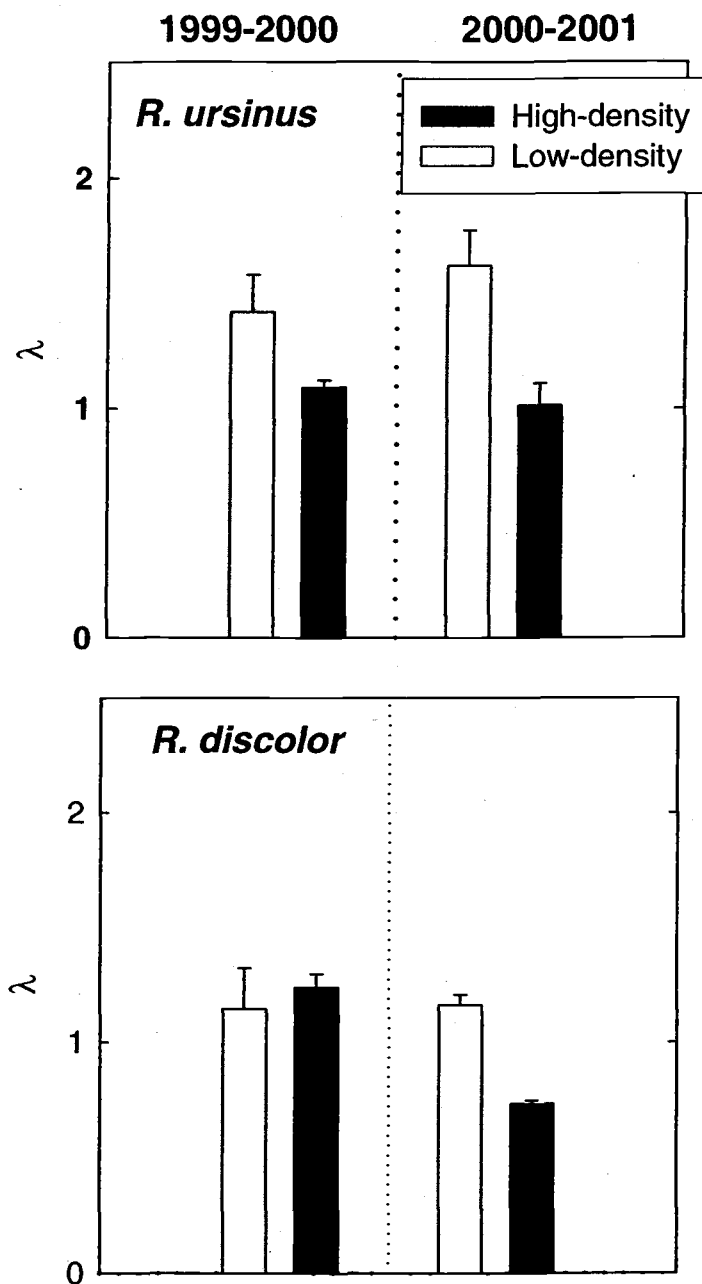 1999-2000 2000-2001
R. ursinus
High-density
Low-density
2
λ
1
0
R. discolor
2
λ
1
0